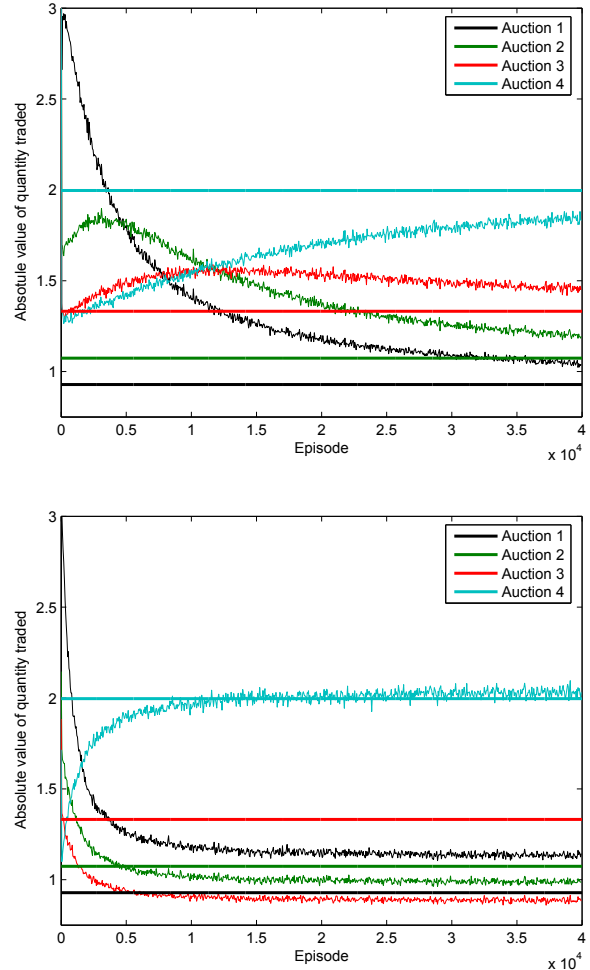 3
2.5
2
1.5
1
Absolute value of quantity traded
Auction 1
Auction 2
Auction 3
Auction 4
0 0.5 1 1.5 2 2.5 3 3.5 4
Episode
x 10^4
3
2.5
2
1.5
1
Absolute value of quantity traded
Auction 1
Auction 2
Auction 3
Auction 4
0 0.5 1 1.5 2 2.5 3 3.5 4
Episode
x 10^4